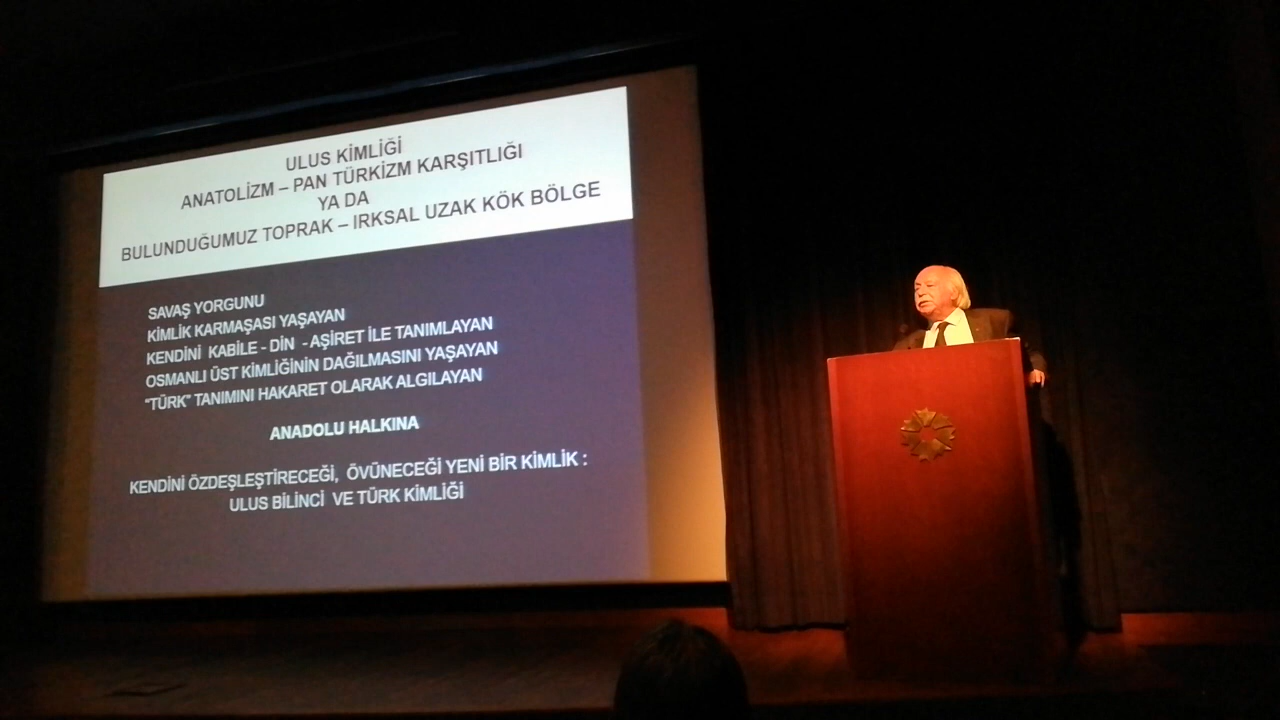 ULUS KİMLİĞİ
ANATOLİZM – PAN TÜRKİZM KARŞITLIĞI
YA DA
BULUNDUĞUMUZ TOPRAK – IRKSAL UZAK KÖK BÖLGE
SAVAŞ YORGUNU
KİMLİK KARMAŞASI YAŞAYAN
KENDİNİ KABİLE - DİN - AŞİRET İLE TANIMLAYAN
OSMANLI ÜST KİMLİĞİNİN DAĞILMASINI YAŞAYAN
“TÜRK” TANIMINI HAKARET OLARAK ALGILAYAN
ANADOLU HALKINA
KENDİNİ ÖZDEŞLEŞTİRECEĞİ, ÖVÜNECEĞİ YENİ BİR KİMLİK :
ULUS BİLİNCİ VE TÜRK KİMLİĞİ